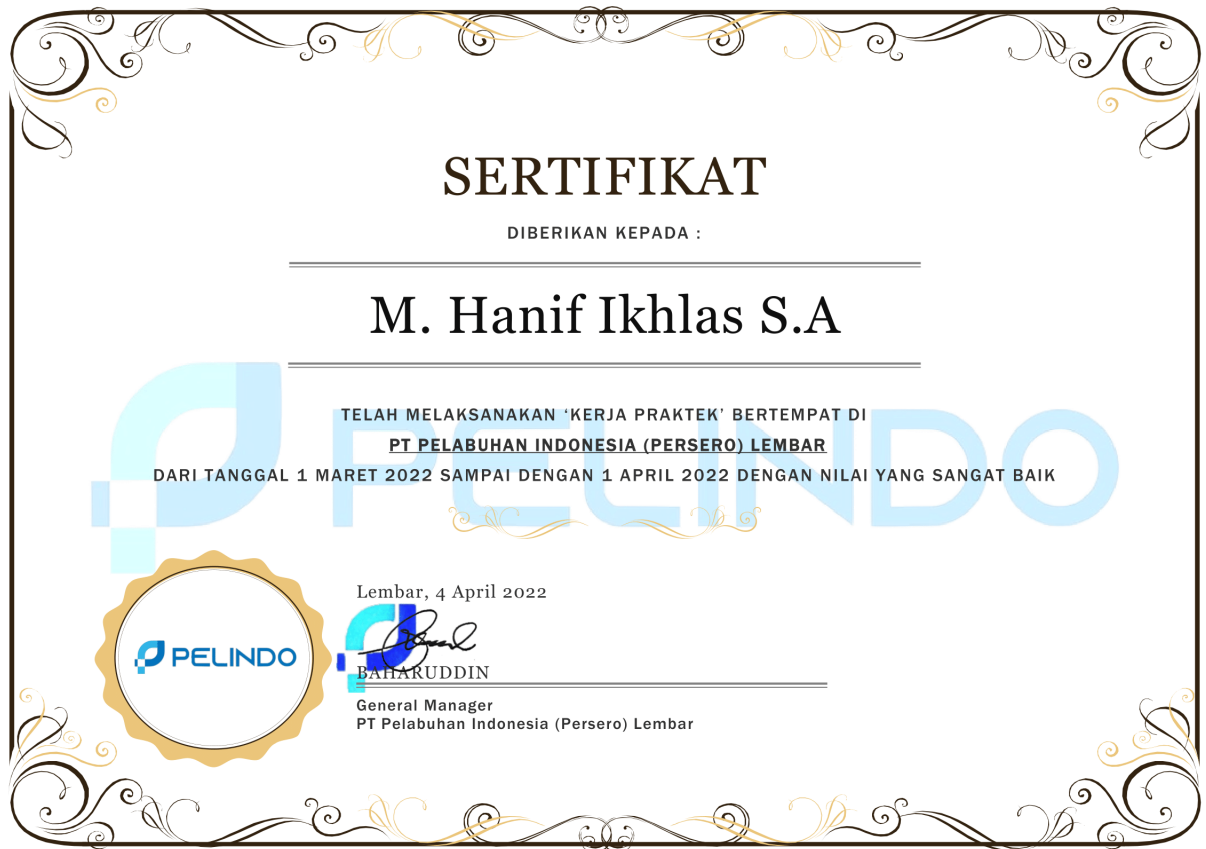 SERTIFIKAT
DIBERIKAN KEPADA :
M. Hanif Ikhlas S.A
PELINDO
TELAH MELAKSANAKAN ‘KERJA PRAKTEK’ BERTEMPAT DI
PT PELABUHAN INDONESIA (PERSERO) LEMBAR
DARI TANGGAL 1 MARET 2022 SAMPAI DENGAN 1 APRIL 2022 DENGAN NILAI YANG SANGAT BAIK
PELINDO
Lembar, 4 April 2022
BAHARUDDIN
General Manager
PT Pelabuhan Indonesia (Persero) Lembar